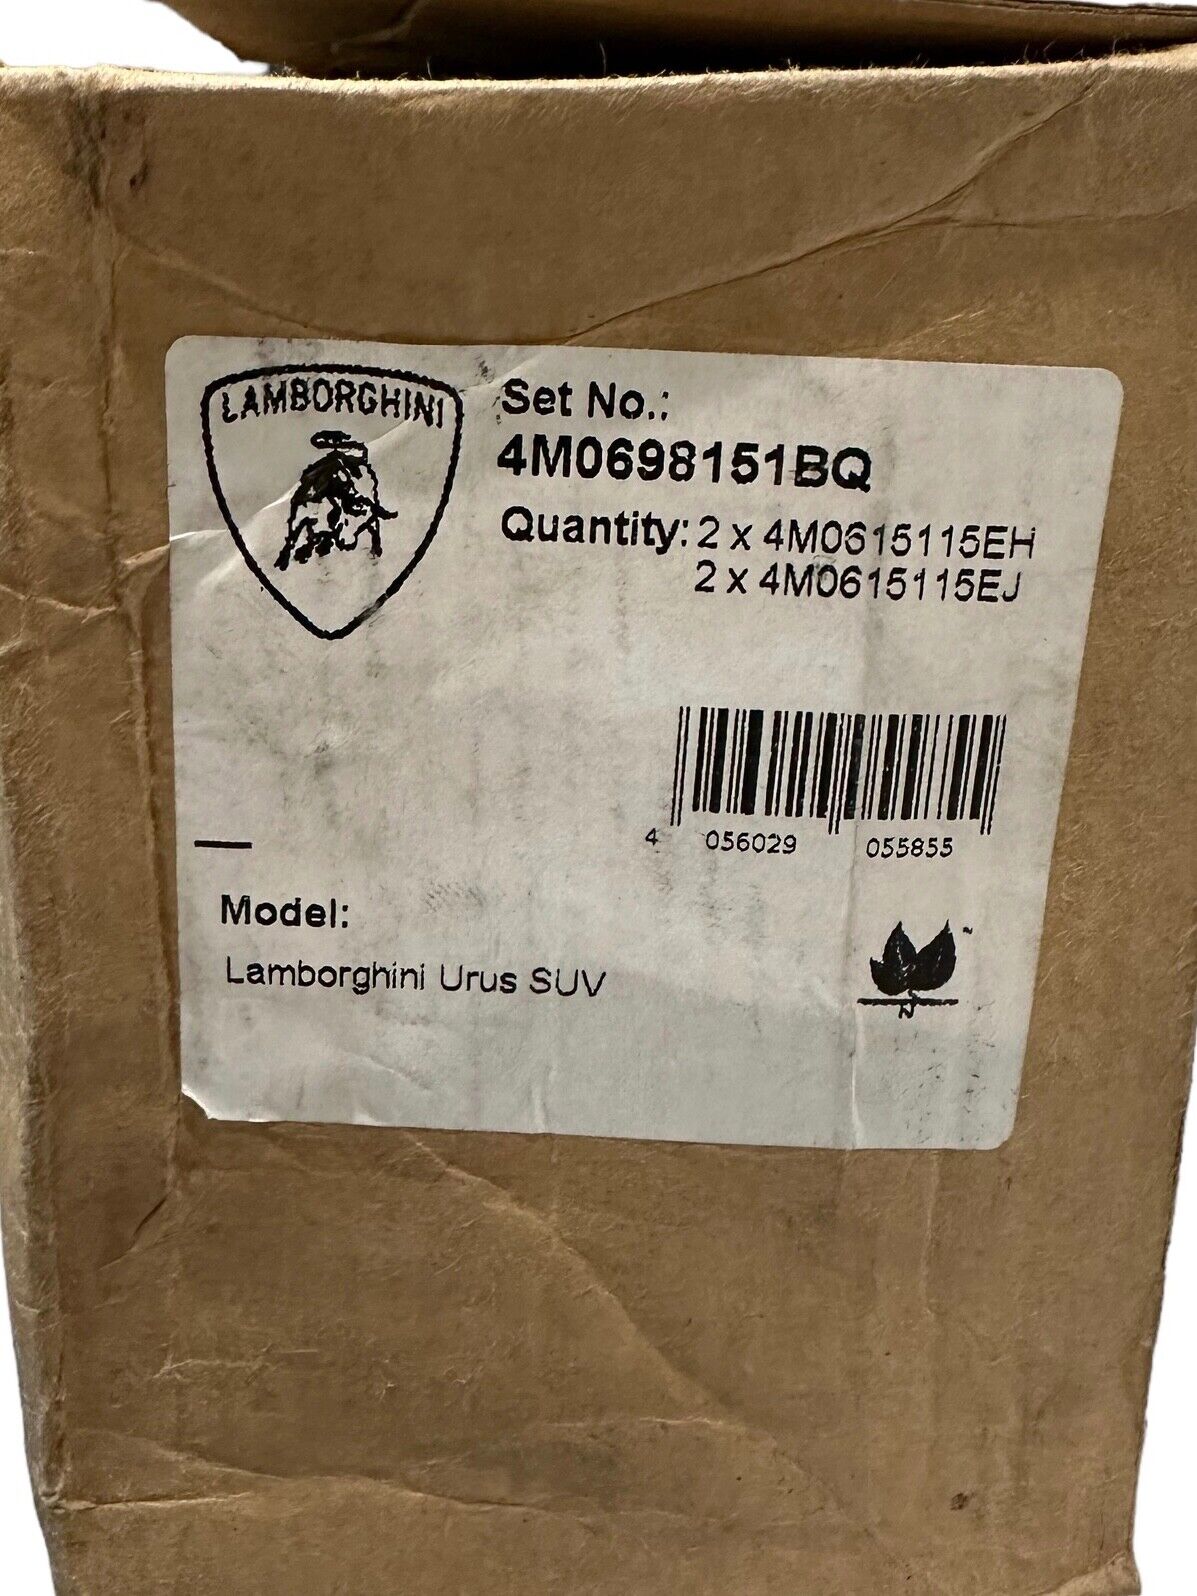 LAMBORGHINI
Set No.:
4M0698151BQ
Quantity: 2 x 4M0615115EH
2 x 4M0615115EJ
4 056029 055855
Model:
Lamborghini Urus SUV